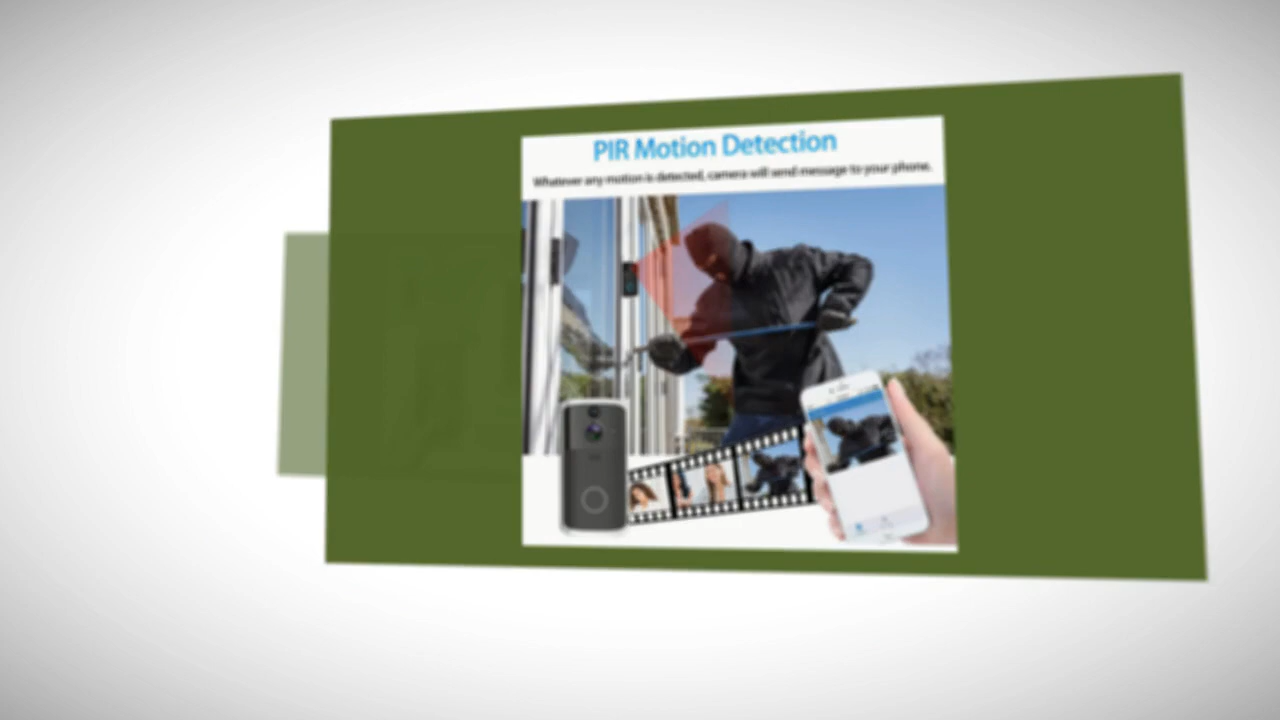 PIR Motion Detection
Whatever any motion is detected, camera will send message to your phone.